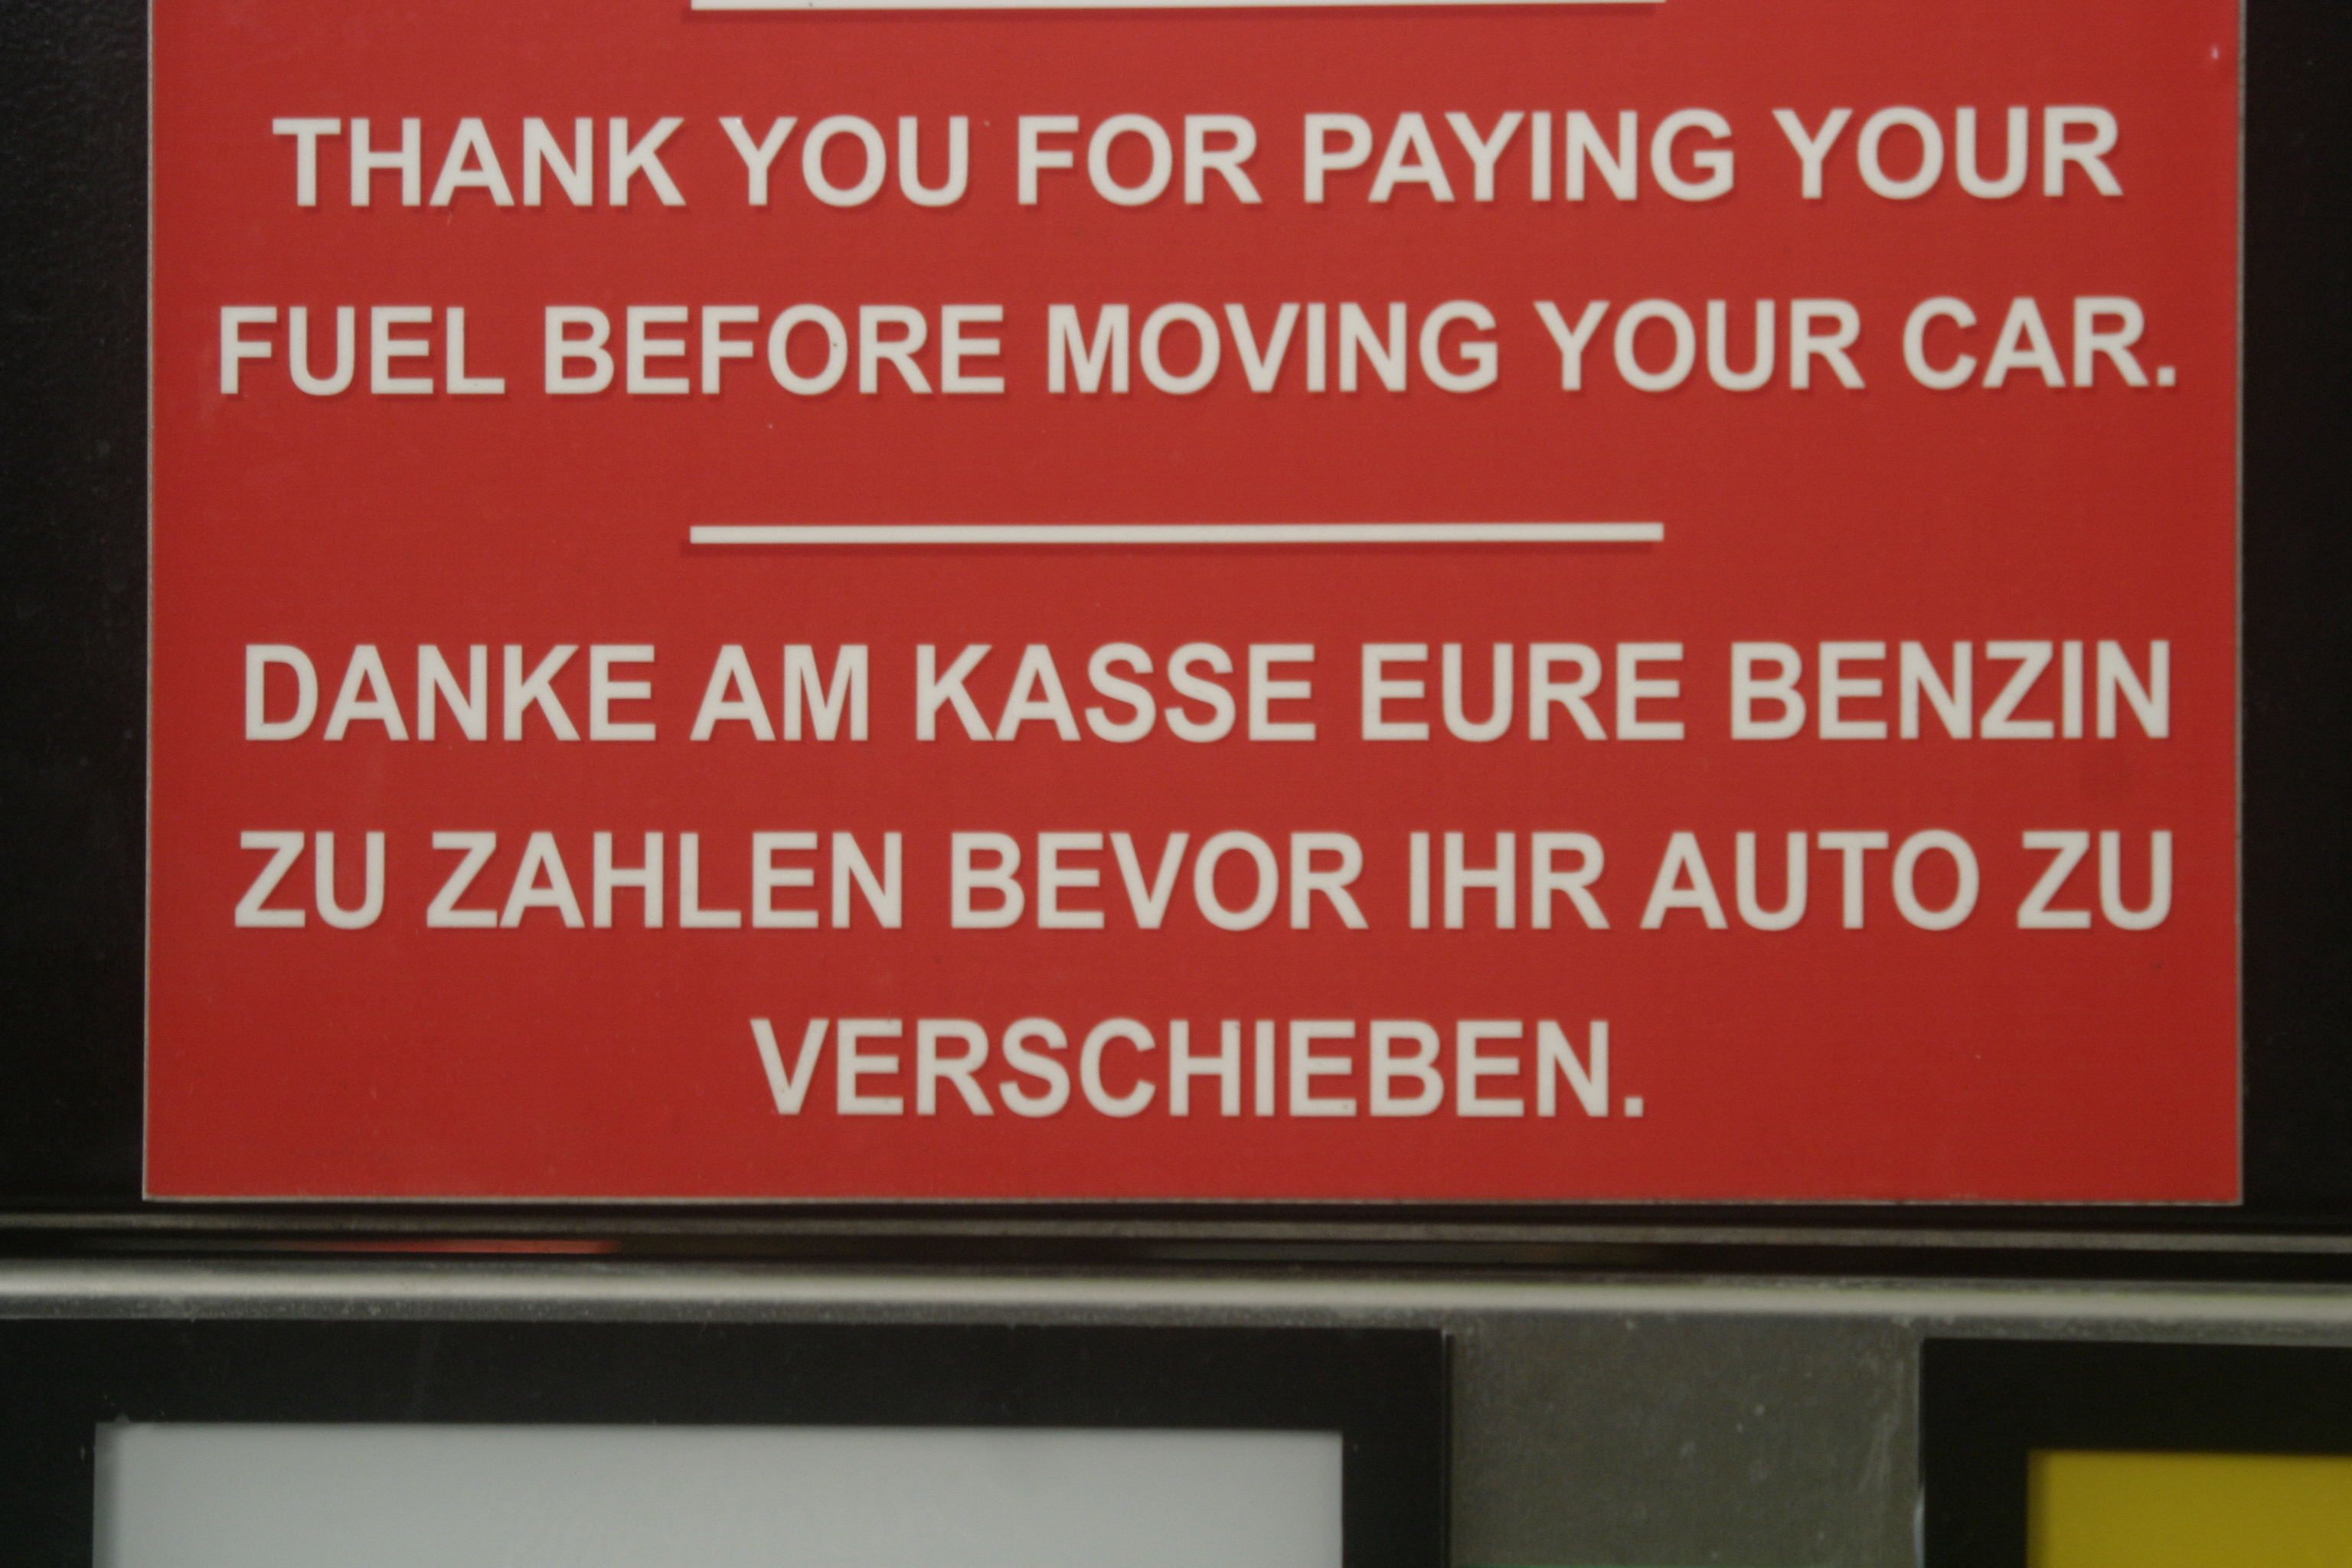 THANK YOU FOR PAYING YOUR
FUEL BEFORE MOVING YOUR CAR.
DANKE AM KASSE EURE BENZIN
ZU ZAHLEN BEVOR IHR AUTO ZU
VERSCHIEBEN.